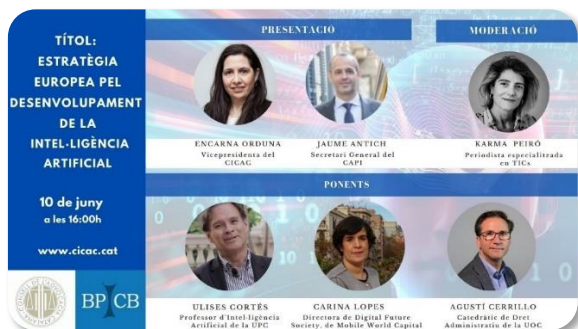 TÍTOL:
ESTRATÈGIA
EUROPEA PEL
DESENVOLUPAMENT
DE LA
INTEL·LIGÈNCIA
ARTIFICIAL
10 de juny
a les 16:00h
www.cicac.cat
BP CB
PRESENTACIÓ
MODERACIÓ
ENCARNA ORDUNA
Vicepresidenta del
CICAC
JAUME ANTICH
Secretari General del
CAPI
KARMA PEIRÓ
Periodista especialitzada
en TICs
PONENTS
ULISES CORTÉS
Professor d'Intel·ligència
Artificial de la UPC
CARINA LOPES
Directora de Digital Future
Society, de Mobile World Capital
AGUSTÍ CERRILLO
Catedràtic de Dret
Administratiu de la UOC